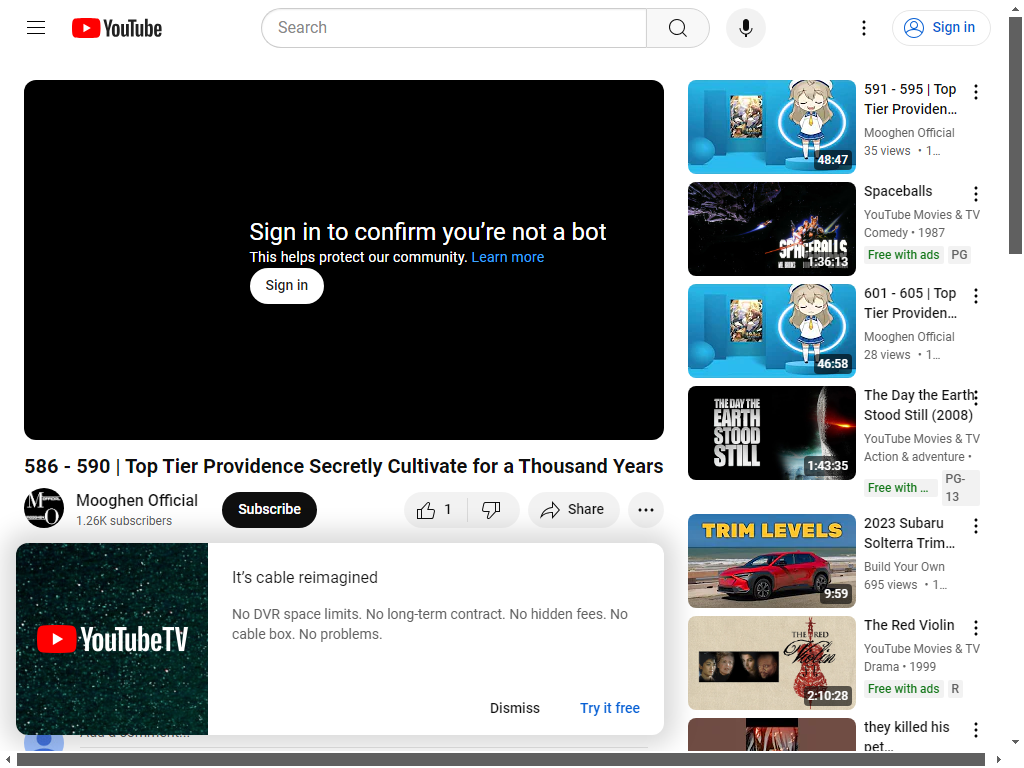 YouTube
Search
Sign in
Sign in to confirm you're not a bot
This helps protect our community. Learn more
Sign in
586 - 590 | Top Tier Providence Secretly Cultivate for a Thousand Years
Mooghen Official
1.26K subscribers
Subscribe
1
Share
YouTubeTV
It's cable reimagined
No DVR space limits. No long-term contract. No hidden fees. No
cable box. No problems.
Dismiss
Try it free
Add a comment...
591 - 595 | Top
Tier Providen...
Mooghen Official
35 views • 1...
48:47
Spaceballs
YouTube Movies & TV
Comedy • 1987
Free with ads PG
SPACEBALLS
1:36:13
601 - 605 | Top
Tier Providen...
Mooghen Official
28 views • 1...
46:58
The Day the Earth
Stood Still (2008)
YouTube Movies & TV
Action & adventure •
Free with ... PG-
13
THE DAY THE
EARTH
STOOD
STILL
1:43:35
2023 Subaru
Solterra Trim...
Build Your Own
695 views • 1...
TRIM LEVELS
9:59
The Red Violin
YouTube Movies & TV
Drama • 1999
Free with ads R
THE RED
Violin
2:10:28
they killed his
pet...